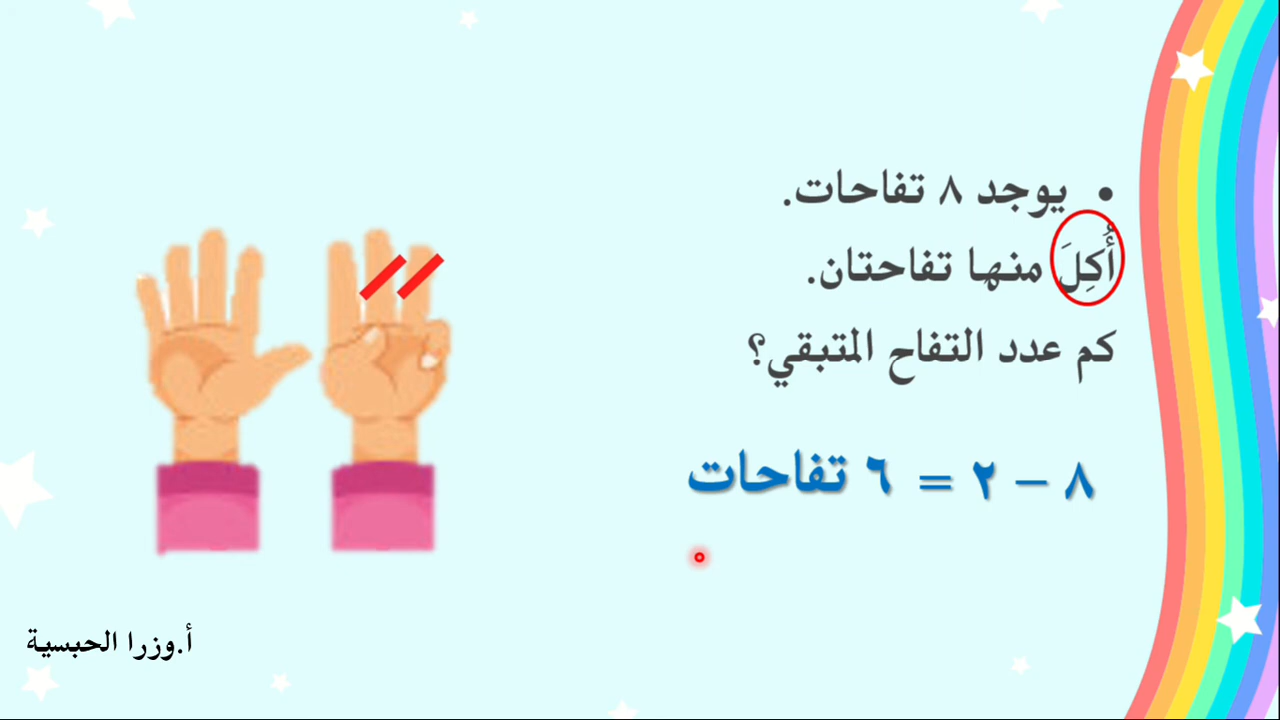 • يوجد ٨ تفاحات.
أُكِلَ منها تفاحتان.
كم عدد التفاح المتبقي؟
٨ – ٢ = ٦ تفاحات
أ.وزرا الحبسية